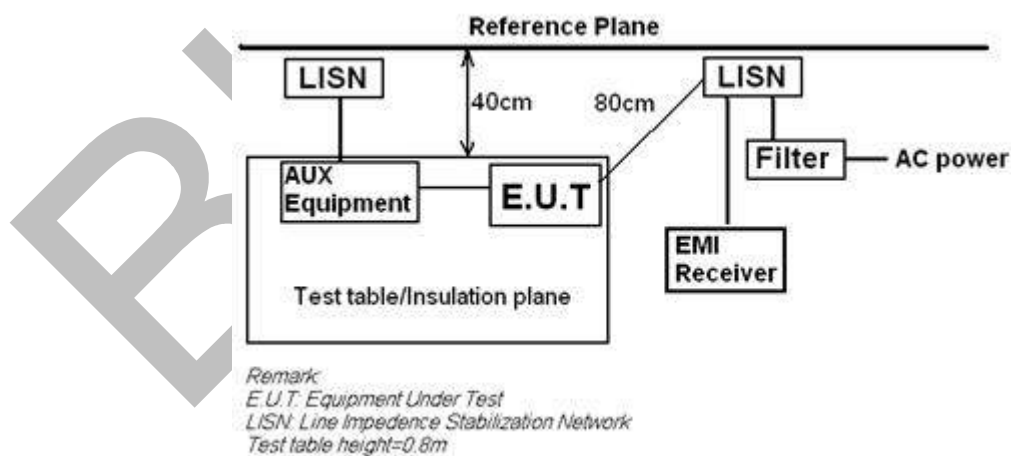 Reference Plane
LISN
LISN
40cm
80cm
Filter
AC power
AUX
Equipment
E.U.T
EMI
Receiver
Test table/Insulation plane
Remark
E.U.T: Equipment Under Test
LISN: Line Impedence Stabilization Network
Test table height=0.8m